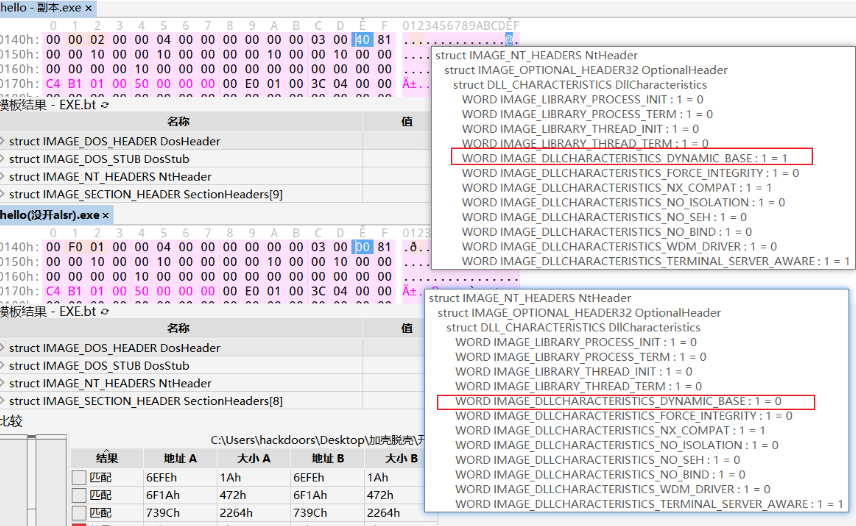 hello - 副本.exe ×
0 1 2 3 4 5 6 7 8 9 A B C D E F 0123456789ABCDEF
0140h: 00 00 02 00 00 04 00 00 00 00 00 00 03 00 40 81 ..............@.
0150h: 00 00 10 00 00 10 00 00 00 00 10 00 00 10 00 00
0160h: 00 00 00 00 10 00 00 00 00 00 00 00 00 00 00 00
0170h: C4 B1 01 00 50 00 00 00 00 E0 01 00 3C 04 00 00 Ä±.
模板结果 - EXE.bt
名称 值
struct IMAGE_DOS_HEADER DosHeader
struct IMAGE_DOS_STUB DosStub
struct IMAGE_NT_HEADERS NtHeader
struct IMAGE_SECTION_HEADER SectionHeaders[9]
struct IMAGE_NT_HEADERS NtHeader
struct IMAGE_OPTIONAL_HEADER32 OptionalHeader
struct DLL_CHARACTERISTICS DllCharacteristics
WORD IMAGE_LIBRARY_PROCESS_INIT : 1 = 0
WORD IMAGE_LIBRARY_PROCESS_TERM : 1 = 0
WORD IMAGE_LIBRARY_THREAD_INIT : 1 = 0
WORD IMAGE_LIBRARY_THREAD_TERM : 1 = 0
WORD IMAGE_DLLCHARACTERISTICS_DYNAMIC_BASE : 1 = 1
WORD IMAGE_DLLCHARACTERISTICS_FORCE_INTEGRITY : 1 = 0
WORD IMAGE_DLLCHARACTERISTICS_NX_COMPAT : 1 = 1
WORD IMAGE_DLLCHARACTERISTICS_NO_ISOLATION : 1 = 0
WORD IMAGE_DLLCHARACTERISTICS_NO_SEH : 1 = 0
WORD IMAGE_DLLCHARACTERISTICS_NO_BIND : 1 = 0
WORD IMAGE_DLLCHARACTERISTICS_WDM_DRIVER : 1 = 0
WORD IMAGE_DLLCHARACTERISTICS_TERMINAL_SERVER_AWARE : 1 = 1
hello(没开alsr).exe ×
0 1 2 3 4 5 6 7 8 9 A B C D E F 0123456789ABCDEF
0140h: 00 F0 01 00 00 04 00 00 00 00 00 00 03 00 00 81 .ð.
0150h: 00 00 10 00 00 10 00 00 00 00 10 00 00 10 00 00
0160h: 00 00 00 00 10 00 00 00 00 00 00 00 00 00 00 00
0170h: C4 B1 01 00 50 00 00 00 00 E0 01 00 3C 04 00 00 Ä±.
模板结果 - EXE.bt
名称 值
struct IMAGE_DOS_HEADER DosHeader
struct IMAGE_DOS_STUB DosStub
struct IMAGE_NT_HEADERS NtHeader
struct IMAGE_SECTION_HEADER SectionHeaders[8]
struct IMAGE_NT_HEADERS NtHeader
struct IMAGE_OPTIONAL_HEADER32 OptionalHeader
struct DLL_CHARACTERISTICS DllCharacteristics
WORD IMAGE_LIBRARY_PROCESS_INIT : 1 = 0
WORD IMAGE_LIBRARY_PROCESS_TERM : 1 = 0
WORD IMAGE_LIBRARY_THREAD_INIT : 1 = 0
WORD IMAGE_LIBRARY_THREAD_TERM : 1 = 0
WORD IMAGE_DLLCHARACTERISTICS_DYNAMIC_BASE : 1 = 0
WORD IMAGE_DLLCHARACTERISTICS_FORCE_INTEGRITY : 1 = 0
WORD IMAGE_DLLCHARACTERISTICS_NX_COMPAT : 1 = 1
WORD IMAGE_DLLCHARACTERISTICS_NO_ISOLATION : 1 = 0
WORD IMAGE_DLLCHARACTERISTICS_NO_SEH : 1 = 0
WORD IMAGE_DLLCHARACTERISTICS_NO_BIND : 1 = 0
WORD IMAGE_DLLCHARACTERISTICS_WDM_DRIVER : 1 = 0
WORD IMAGE_DLLCHARACTERISTICS_TERMINAL_SERVER_AWARE : 1 = 1
比较
C:\Users\hackdoors\Desktop\加壳脱壳\开
结果 地址 A 大小 A 地址 B 大小 B
匹配 6EFEh 1Ah 6EFEh 1Ah
匹配 6F1Ah 472h 6F1Ah 472h
匹配 739Ch 2264h 739Ch 2264h